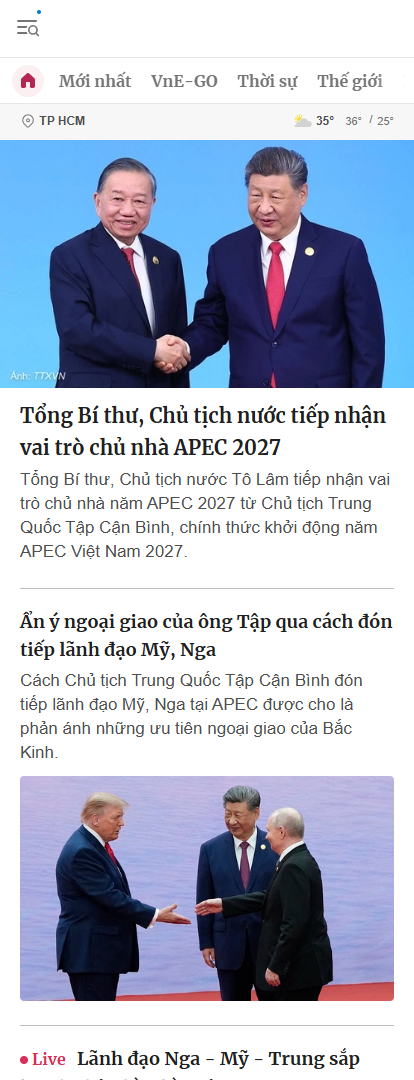 Mới nhất VnE-GO Thời sự Thế giới
TP HCM 35° 36° / 25°
Ảnh: TTXVN
Tổng Bí thư, Chủ tịch nước tiếp nhận
vai trò chủ nhà APEC 2027
Tổng Bí thư, Chủ tịch nước Tô Lâm tiếp nhận vai
trò chủ nhà năm APEC 2027 từ Chủ tịch Trung
Quốc Tập Cận Bình, chính thức khởi động năm
APEC Việt Nam 2027.
Ẩn ý ngoại giao của ông Tập qua cách đón
tiếp lãnh đạo Mỹ, Nga
Cách Chủ tịch Trung Quốc Tập Cận Bình đón
tiếp lãnh đạo Mỹ, Nga tại APEC được cho là
phản ánh những ưu tiên ngoại giao của Bắc
Kinh.
Live Lãnh đạo Nga - Mỹ - Trung sắp